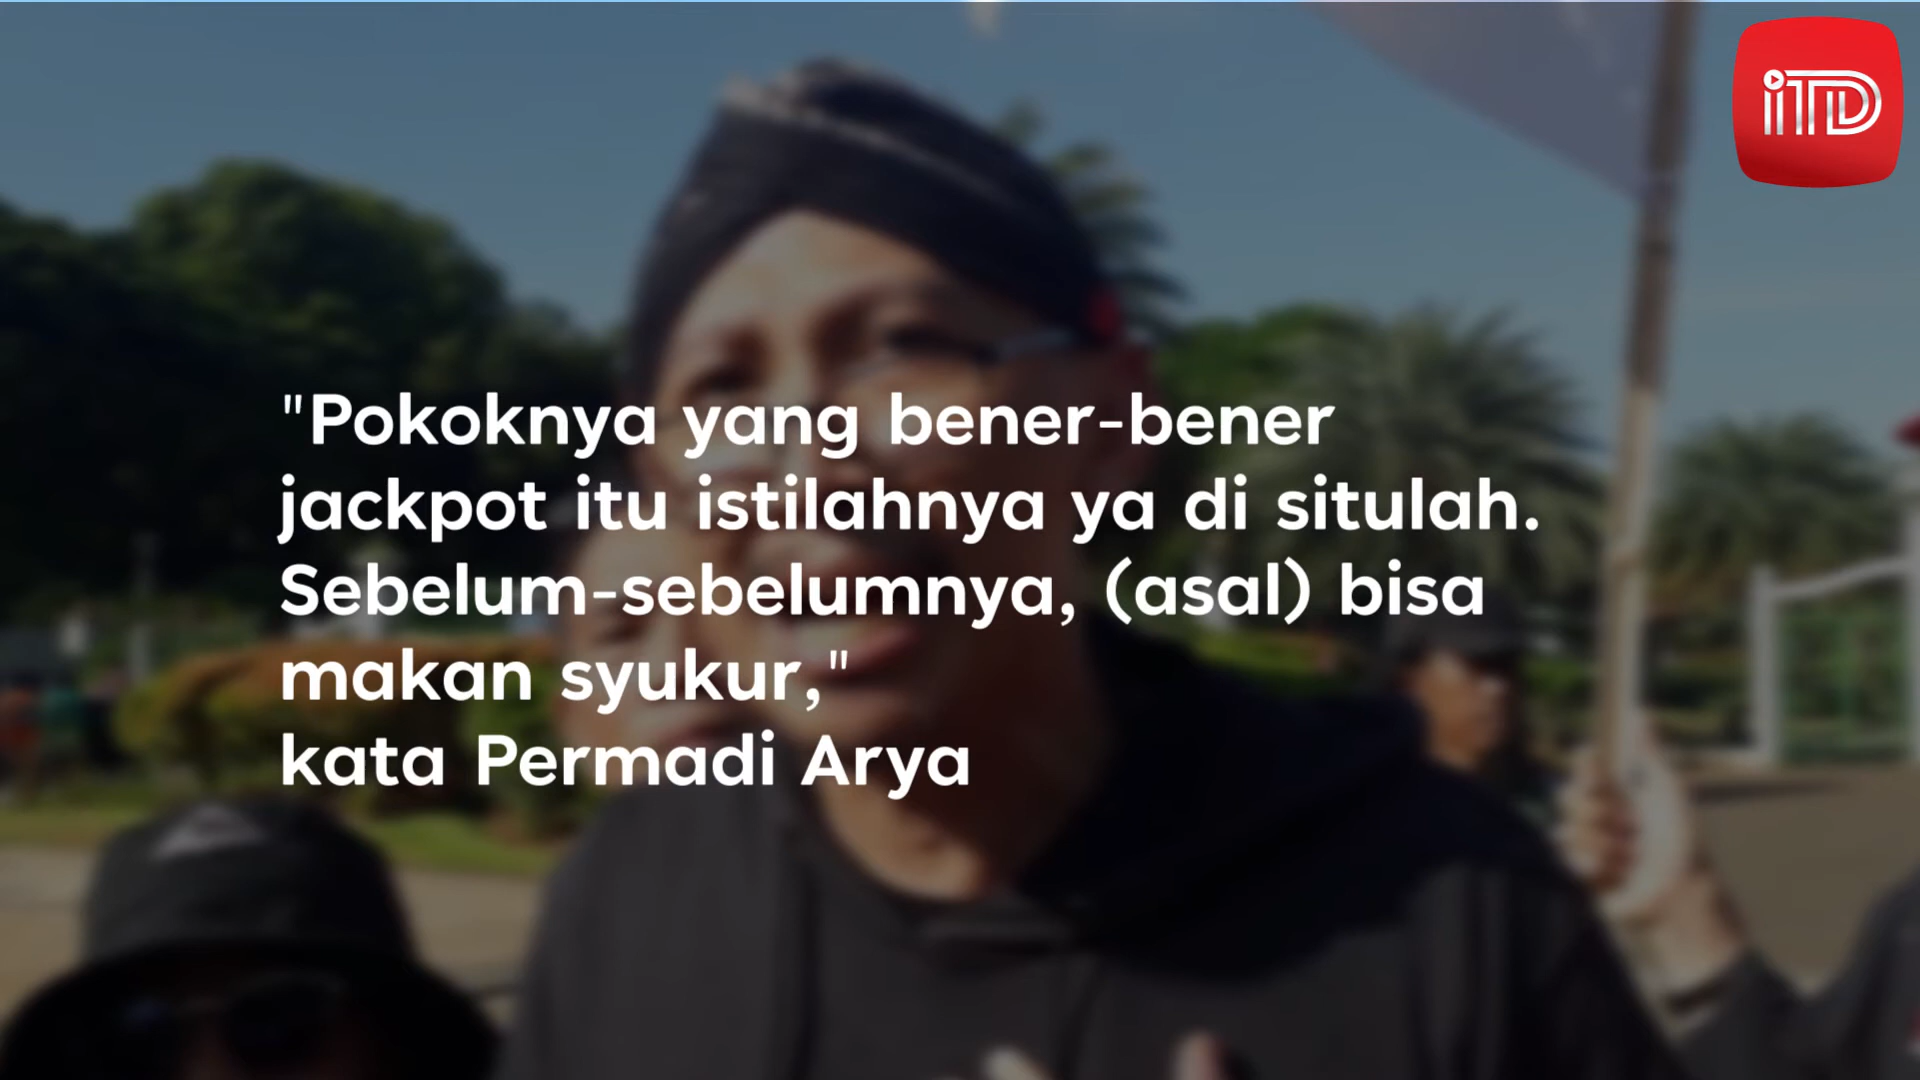 iTD
"Pokoknya yang bener-bener
jackpot itu istilahnya ya di situlah.
Sebelum-sebelumnya, (asal) bisa
makan syukur,"
kata Permadi Arya